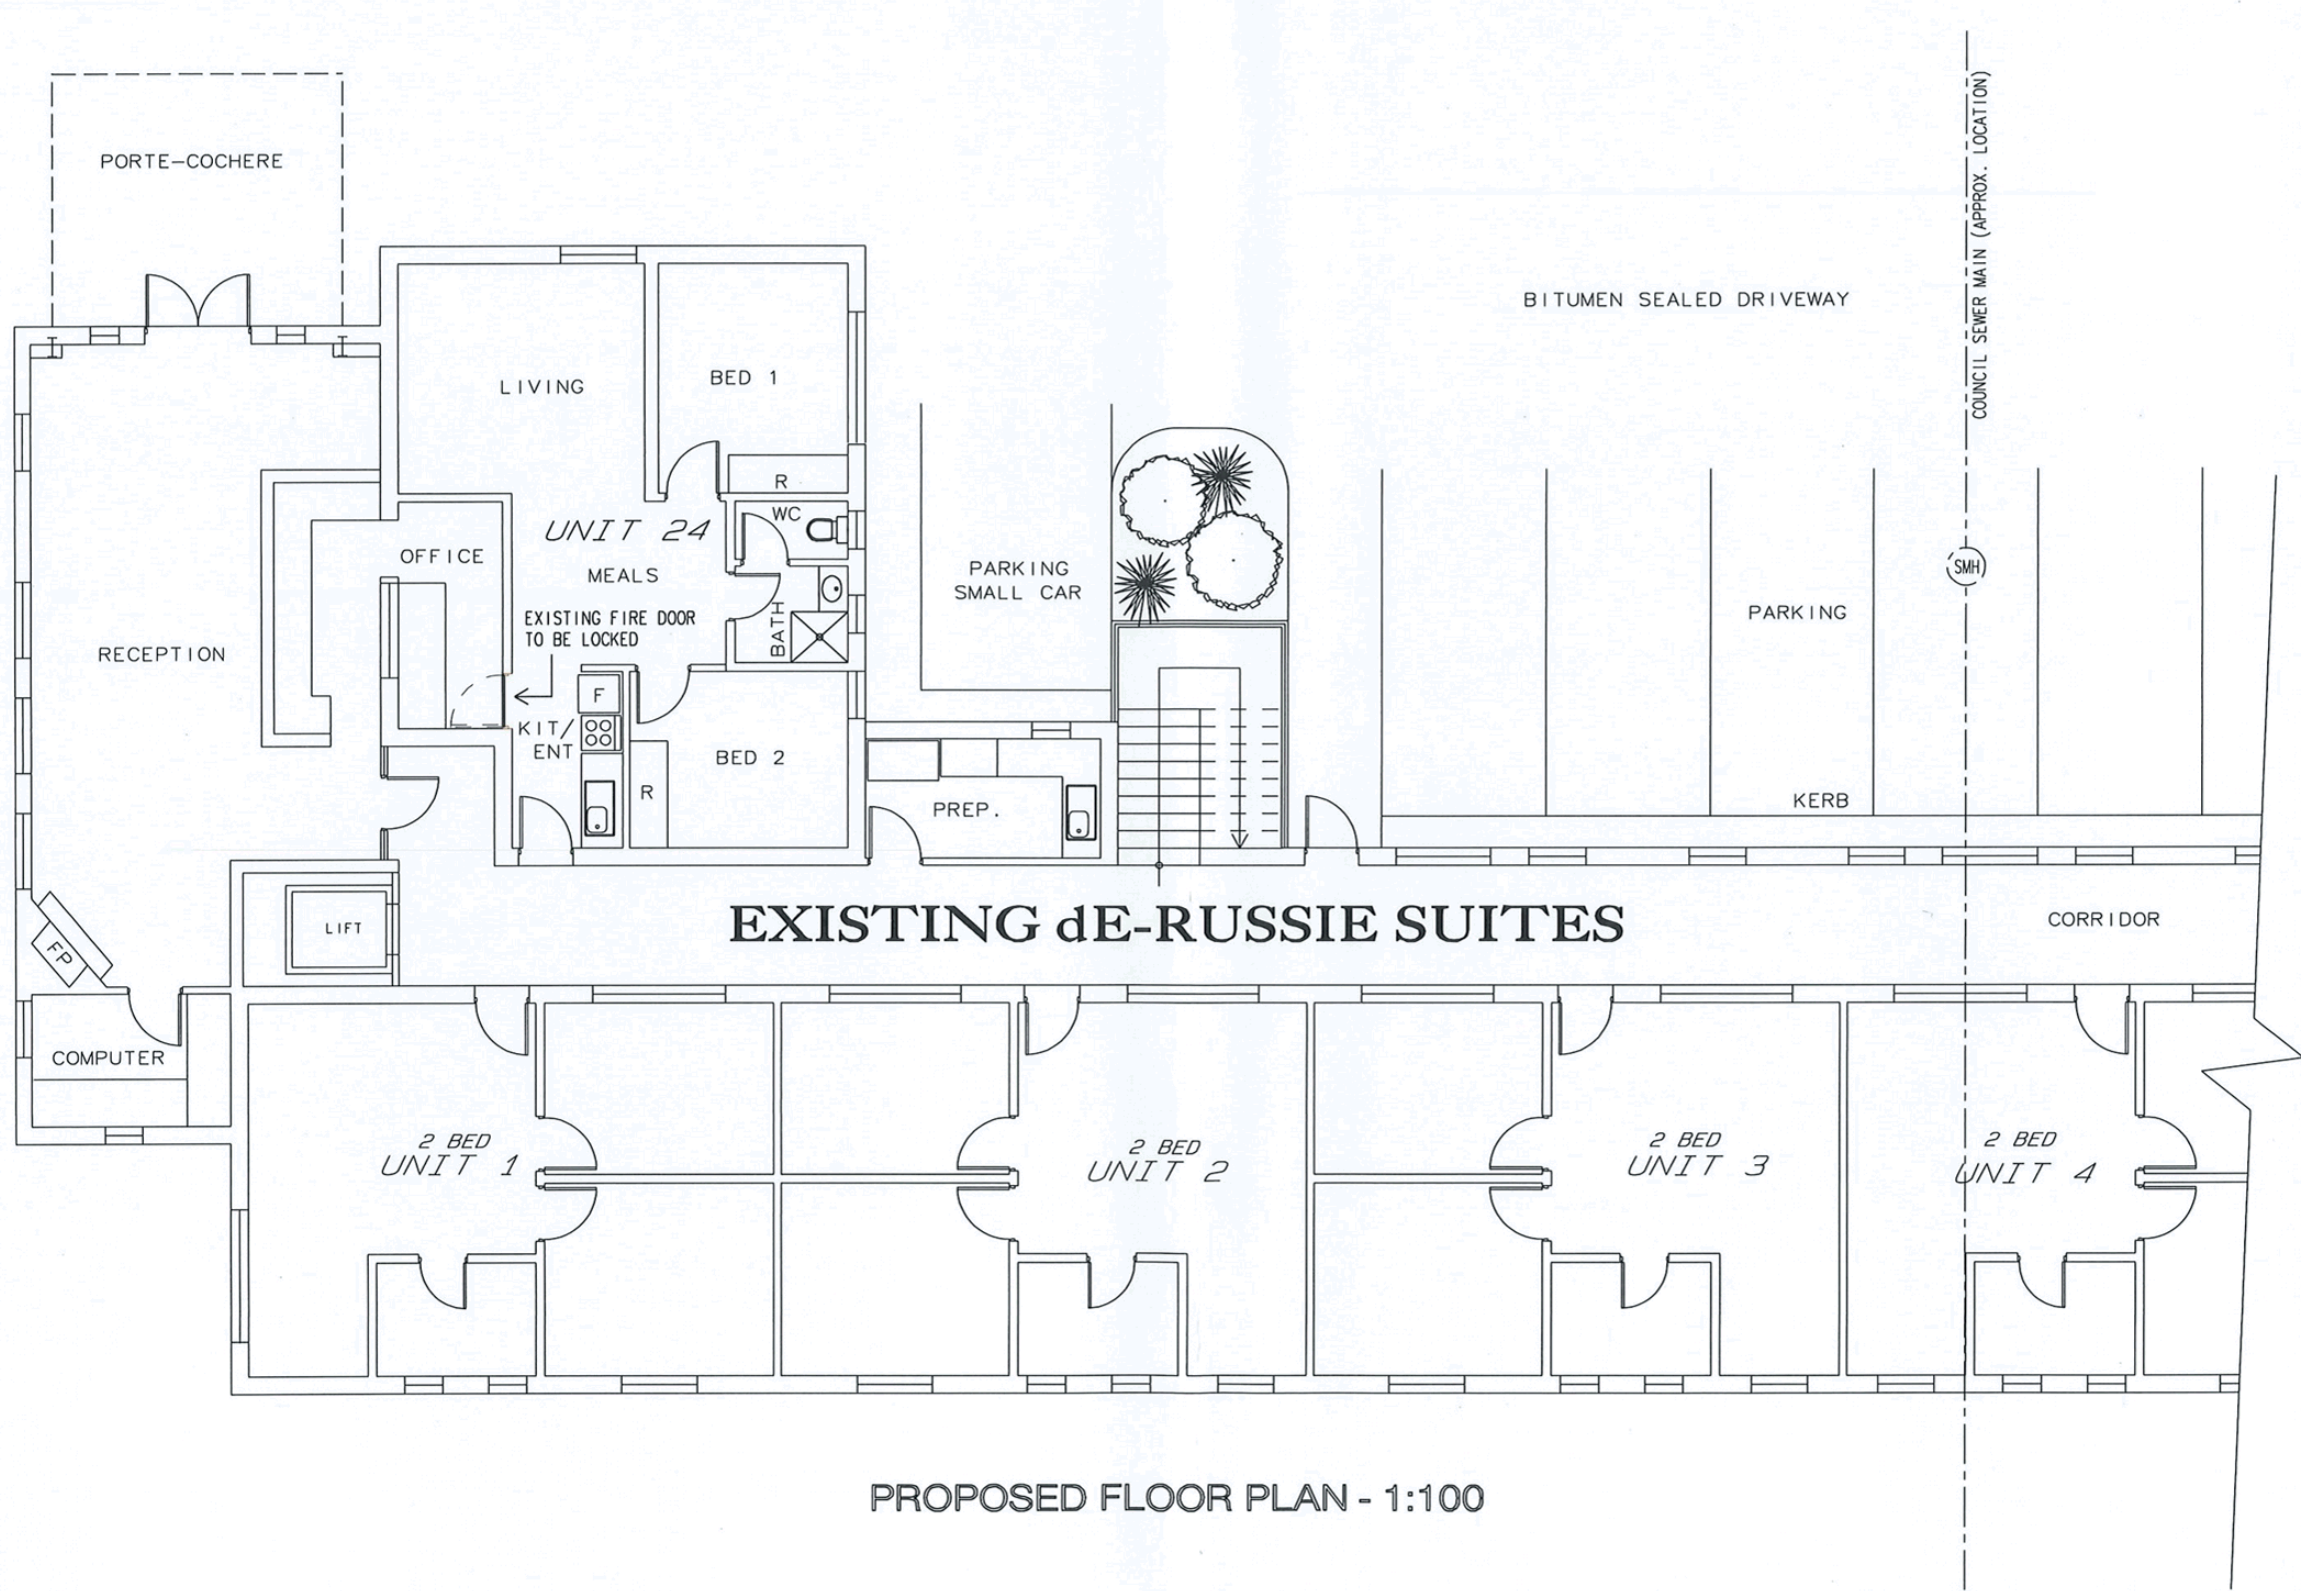 COUNCIL SEWER MAIN (APPROX. LOCATION)
PORTE-COCHERE
BITUMEN SEALED DRIVEWAY
LIVING
BED 1
R
WC
UNIT 24
OFFICE
MEALS
PARKING
SMALL CAR
SMH
EXISTING FIRE DOOR
TO BE LOCKED
BATH
PARKING
RECEPTION
F
KIT/
ENT
BED 2
R
PREP.
KERB
LIFT
EXISTING dE-RUSSIE SUITES
CORRIDOR
FP
COMPUTER
2 BED
UNIT 1
2 BED
UNIT 2
2 BED
UNIT 3
2 BED
UNIT 4
PROPOSED FLOOR PLAN - 1:100